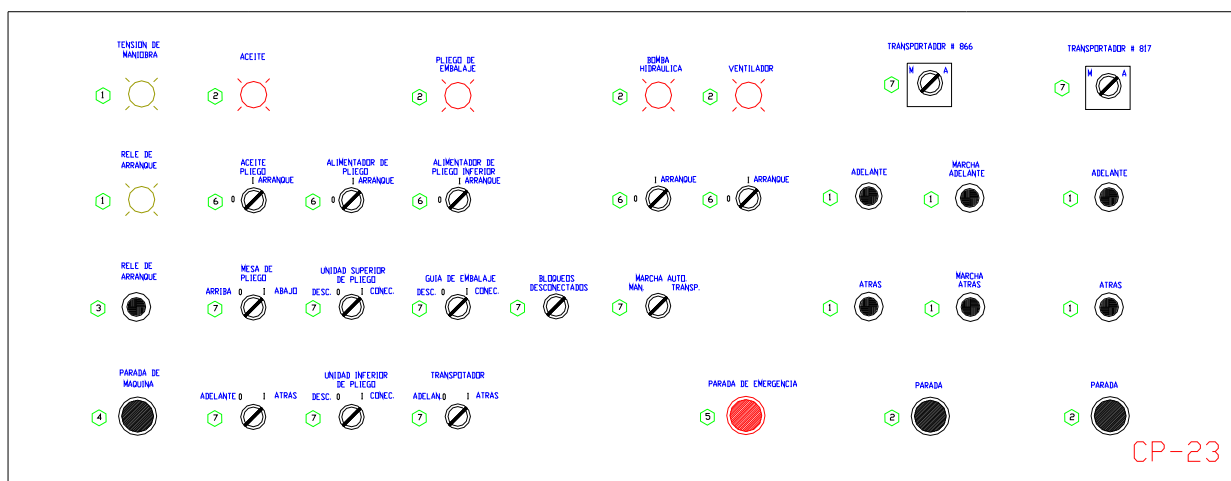 TENSION DE
MANIOBRA
ACEITE
PLIEGO DE
EMBALAJE
BOMBA
HIDRAULICA
VENTILADOR
TRANSPORTADOR # 866
TRANSPORTADOR # 817
1
2
2
2
2
7
M A
7
M A
RELE DE
ARRANQUE
ACEITE
PLIEGO
ALIMENTADOR DE
PLIEGO
ALIMENTADOR DE
PLIEGO INFERIOR
I ARRANQUE
I ARRANQUE
I ARRANQUE
I ARRANQUE
I ARRANQUE
ADELANTE
MARCHA
ADELANTE
ADELANTE
1
6 0
6 0
6
6 0
6 0
1
1
1
RELE DE
ARRANQUE
MESA DE
PLIEGO
UNIDAD SUPERIOR
DE PLIEGO
GUIA DE EMBALAJE
BLOQUEOS
DESCONECTADOS
MARCHA AUTO.
MAN. TRANSP.
ATRAS
MARCHA
ATRAS
ATRAS
ARRIBA 0 I ABAJO
DESC. 0 I CONEC.
DESC. 0 I CONEC.
3
7
7
7
7
7
1
1
1
PARADA DE
MAQUINA
UNIDAD INFERIOR
DE PLIEGO
TRANSPOTADOR
PARADA DE EMERGENCIA
PARADA
PARADA
ADELANTE 0 I ATRAS
DESC. 0 I CONEC.
ADELAN. 0 I ATRAS
4
7
7
7
5
2
2
CP-23